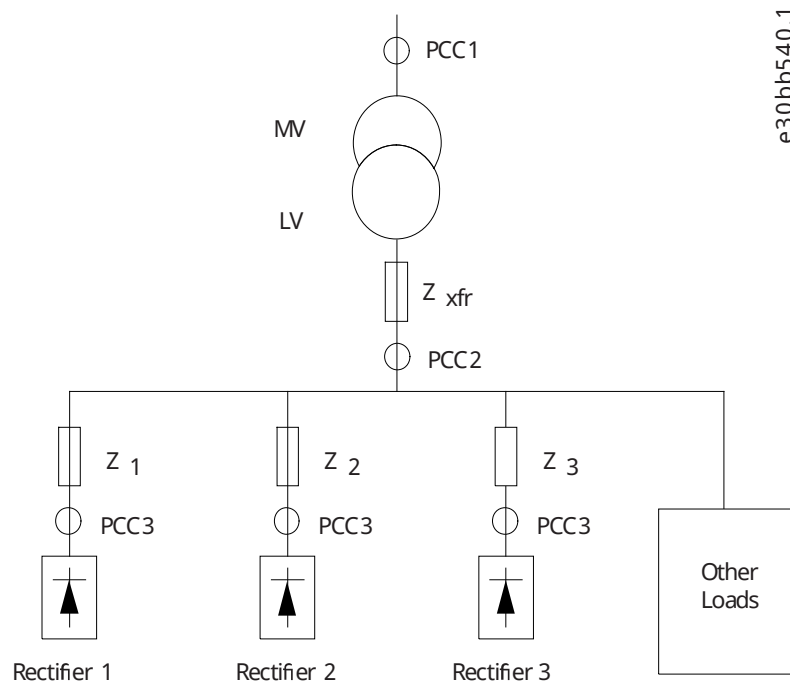 e30bb540.1
PCC1
MV
LV
Z xfr
PCC2
Z 1
Z 2
Z 3
PCC3
PCC3
PCC3
Other
Loads
Rectifier 1
Rectifier 2
Rectifier 3